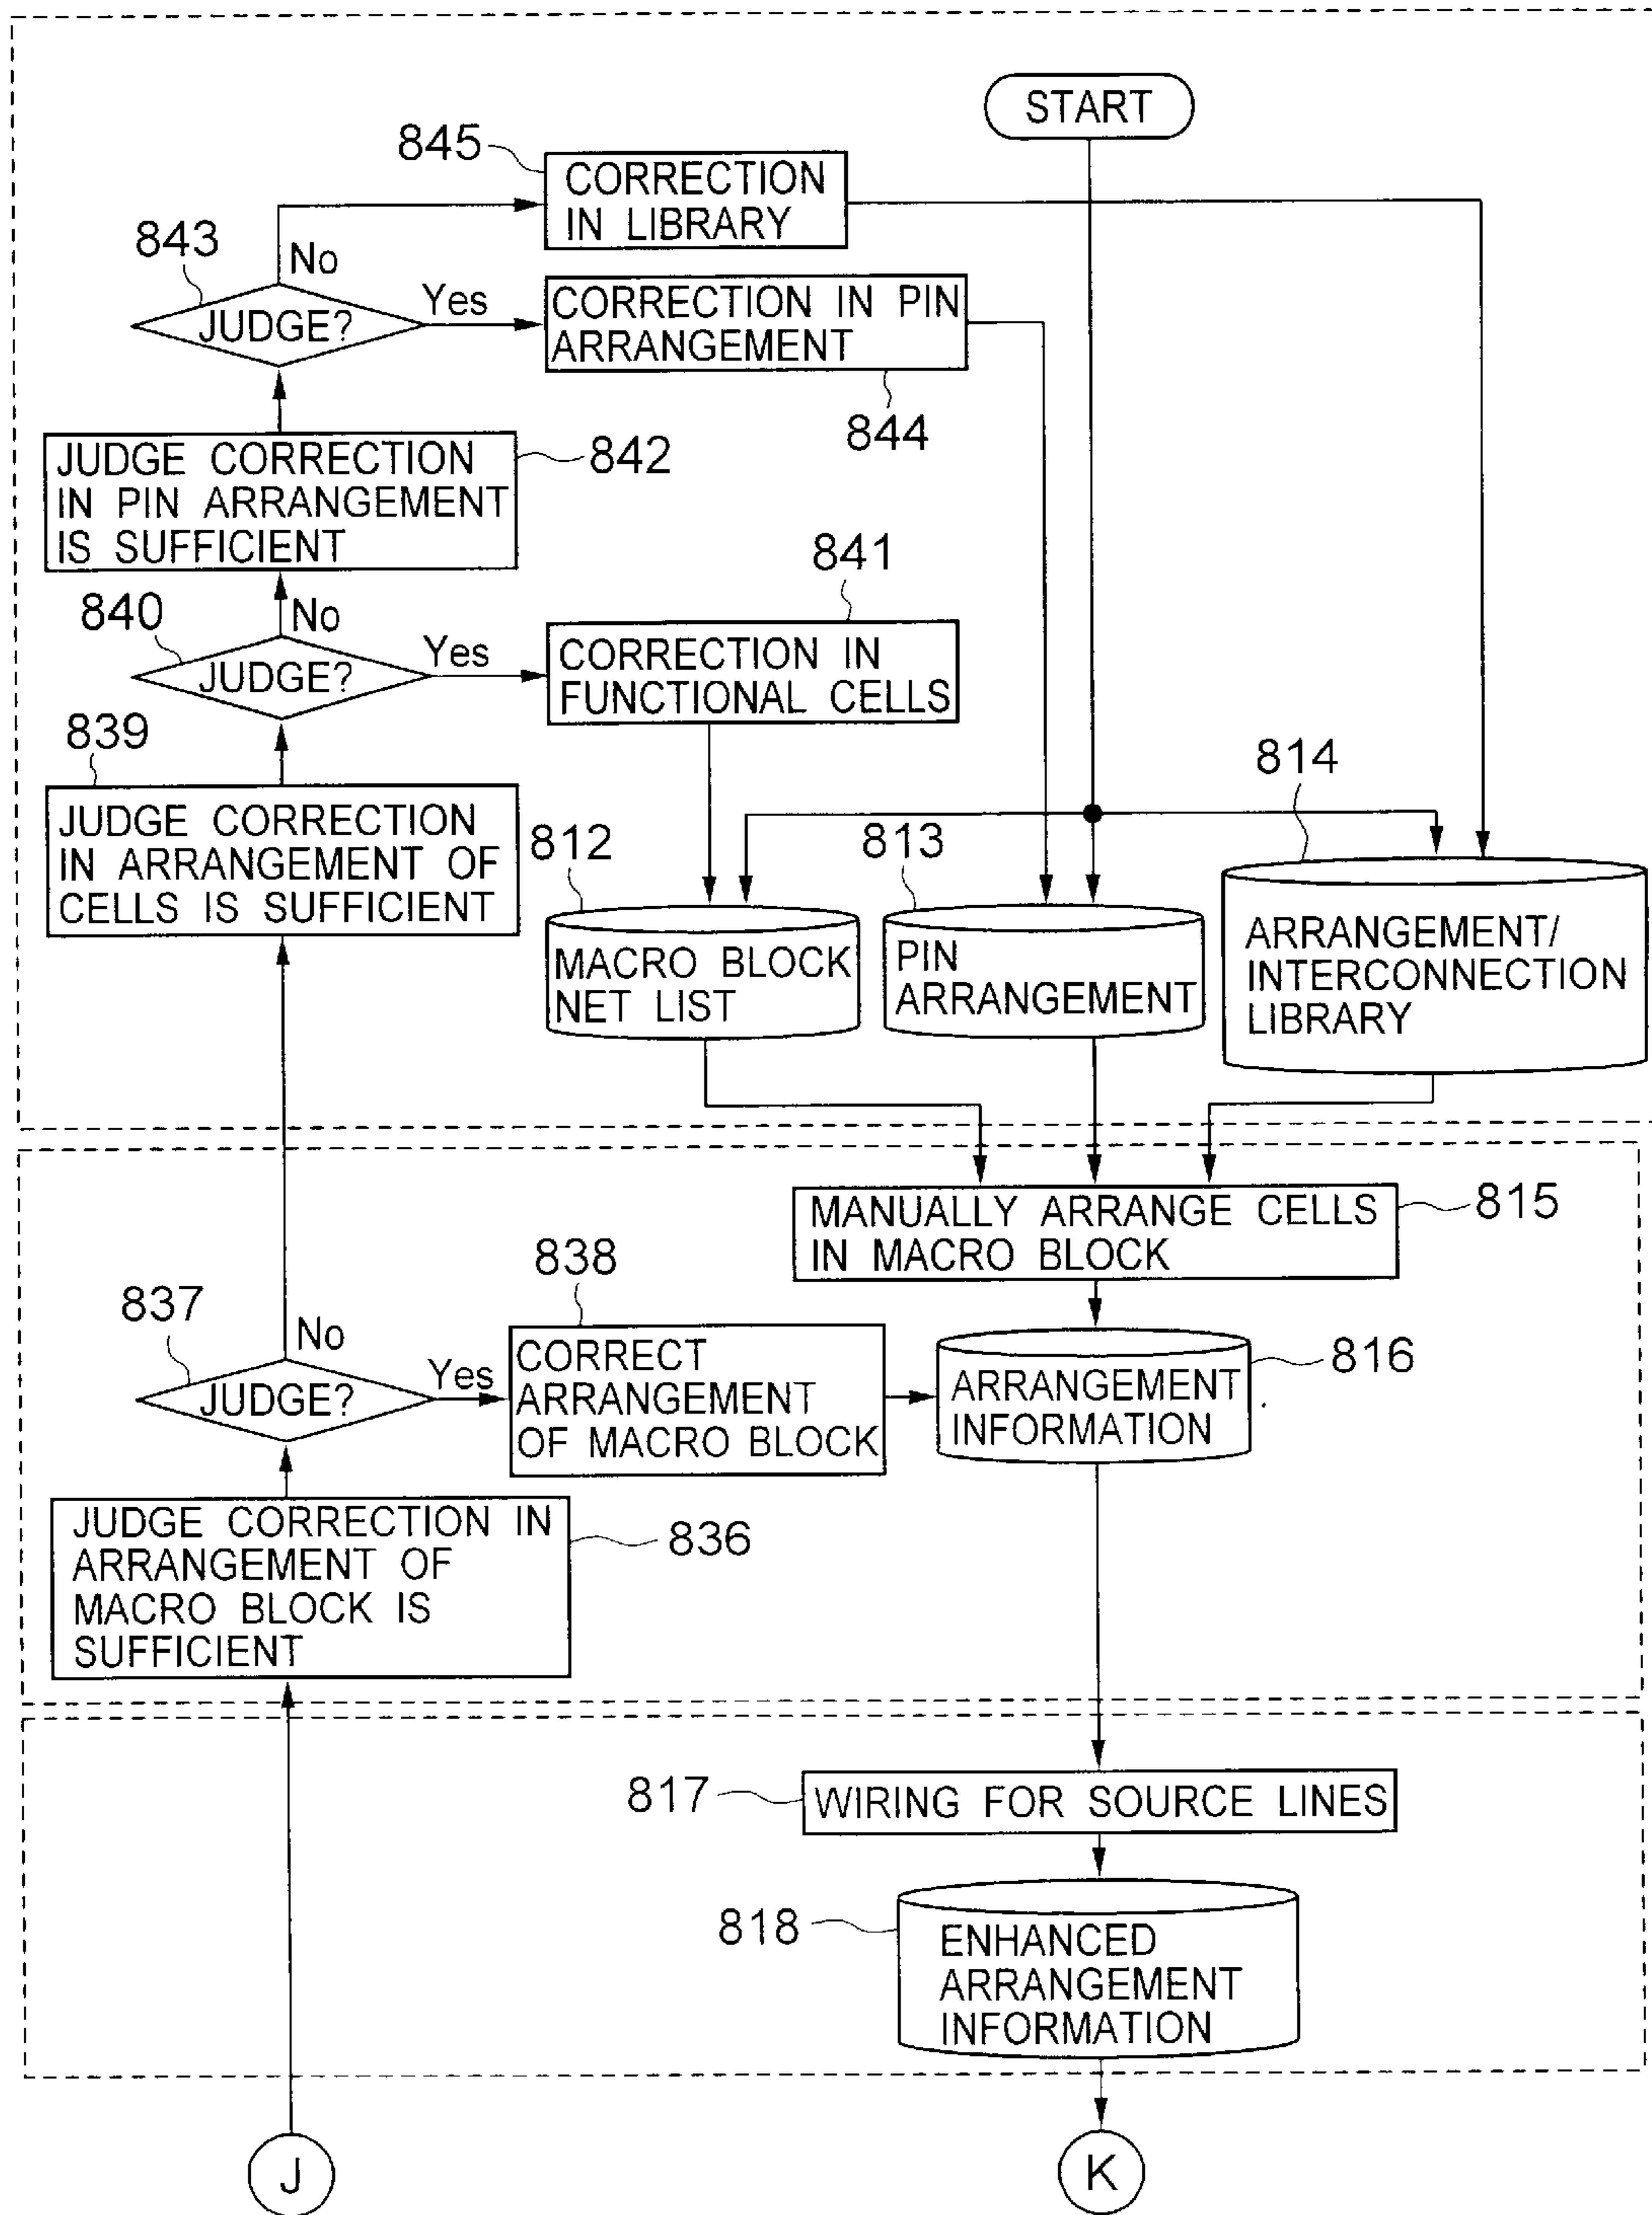 START
845
CORRECTION
IN LIBRARY
843
No
JUDGE?
Yes
CORRECTION IN PIN
ARRANGEMENT
844
JUDGE CORRECTION
IN PIN ARRANGEMENT
IS SUFFICIENT
842
841
840
No
JUDGE?
Yes
CORRECTION IN
FUNCTIONAL CELLS
839
JUDGE CORRECTION
IN ARRANGEMENT OF
CELLS IS SUFFICIENT
812
MACRO BLOCK
NET LIST
813
PIN
ARRANGEMENT
814
ARRANGEMENT/
INTERCONNECTION
LIBRARY
MANUALLY ARRANGE CELLS
IN MACRO BLOCK
815
837
No
JUDGE?
Yes
838
CORRECT
ARRANGEMENT
OF MACRO BLOCK
ARRANGEMENT
INFORMATION
816
JUDGE CORRECTION IN
ARRANGEMENT OF
MACRO BLOCK IS
SUFFICIENT
836
817
WIRING FOR SOURCE LINES
818
ENHANCED
ARRANGEMENT
INFORMATION
J
K